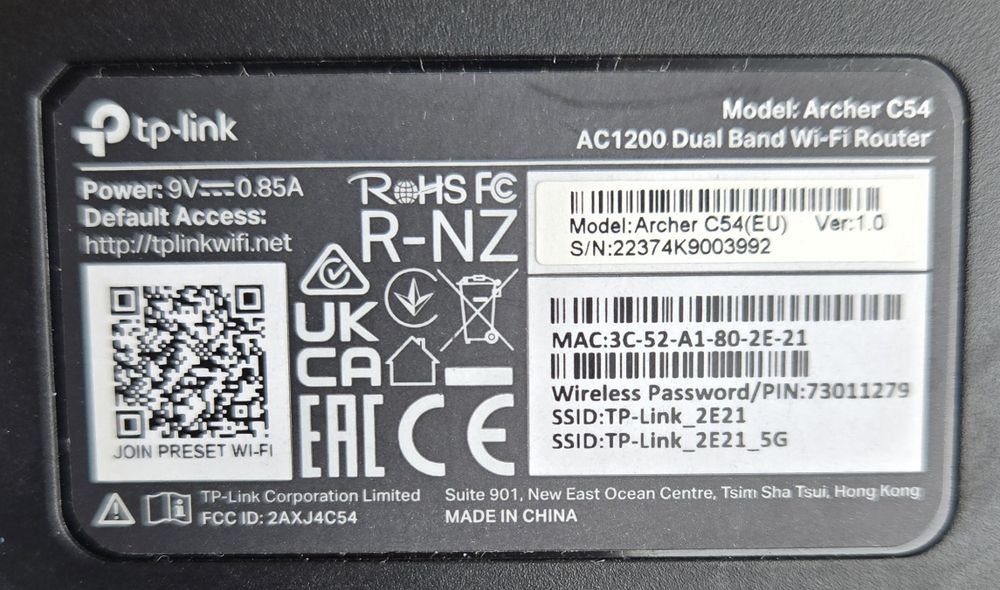 tp-link
Model: Archer C54
AC1200 Dual Band Wi-Fi Router
Power: 9V⎓0.85A
Default Access:
http://tplinkwifi.net
RoHS FC
R-NZ
UK
CA
EAC CE
JOIN PRESET WI-FI
Model:Archer C54(EU) Ver:1.0
S/N:22374K9003992
MAC:3C-52-A1-80-2E-21
Wireless Password/PIN:73011279
SSID:TP-Link_2E21
SSID:TP-Link_2E21_5G
TP-Link Corporation Limited Suite 901, New East Ocean Centre, Tsim Sha Tsui, Hong Kong
FCC ID: 2AXJ4C54 MADE IN CHINA